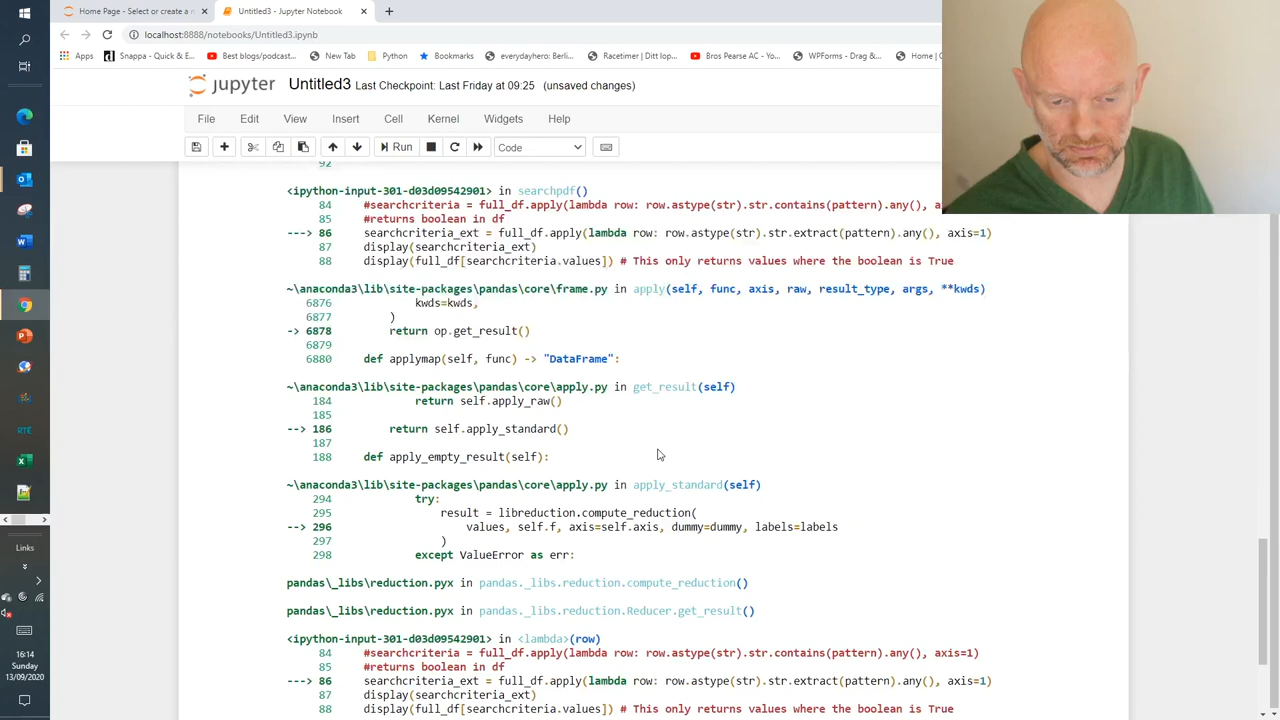 Home Page - Select or create a n
Untitled3 - Jupyter Notebook
localhost:8888/notebooks/Untitled3.ipynb
Apps
Snappa - Quick & E...
Best blogs/podcast...
New Tab
Python
Bookmarks
everydayhero: Berlin...
Racetimer | Ditt lop...
Bros Pearse AC -...
WPForms - Drag &...
Home |
jupyter Untitled3 Last Checkpoint: Last Friday at 09:25 (unsaved changes)
File Edit View Insert Cell Kernel Widgets Help
Run Code
92
<ipython-input-301-d03d09542901> in searchpdf()
84 #searchcriteria = full_df.apply(lambda row: row.astype(str).str.contains(pattern).any(), a
85 #returns boolean in df
---> 86 searchcriteria_ext = full_df.apply(lambda row: row.astype(str).str.extract(pattern).any(), axis=1)
87 display(searchcriteria_ext)
88 display(full_df[searchcriteria.values]) # This only returns values where the boolean is True
~\anaconda3\lib\site-packages\pandas\core\frame.py in apply(self, func, axis, raw, result_type, args, **kwds)
6876 kwds=kwds,
6877 )
-> 6878 return op.get_result()
6879
6880 def applymap(self, func) -> "DataFrame":
~\anaconda3\lib\site-packages\pandas\core\apply.py in get_result(self)
184 return self.apply_raw()
185
--> 186 return self.apply_standard()
187
188 def apply_empty_result(self):
~\anaconda3\lib\site-packages\pandas\core\apply.py in apply_standard(self)
294 try:
295 result = libreduction.compute_reduction(
--> 296 values, self.f, axis=self.axis, dummy=dummy, labels=labels
297 )
298 except ValueError as err:
pandas\_libs\reduction.pyx in pandas._libs.reduction.compute_reduction()
pandas\_libs\reduction.pyx in pandas._libs.reduction.Reducer.get_result()
<ipython-input-301-d03d09542901> in <lambda>(row)
84 #searchcriteria = full_df.apply(lambda row: row.astype(str).str.contains(pattern).any(), axis=1)
85 #returns boolean in df
---> 86 searchcriteria_ext = full_df.apply(lambda row: row.astype(str).str.extract(pattern).any(), axis=1)
87 display(searchcriteria_ext)
88 display(full_df[searchcriteria.values]) # This only returns values where the boolean is True
RTÉ
Links
16:14
Sunday
13/09/2020